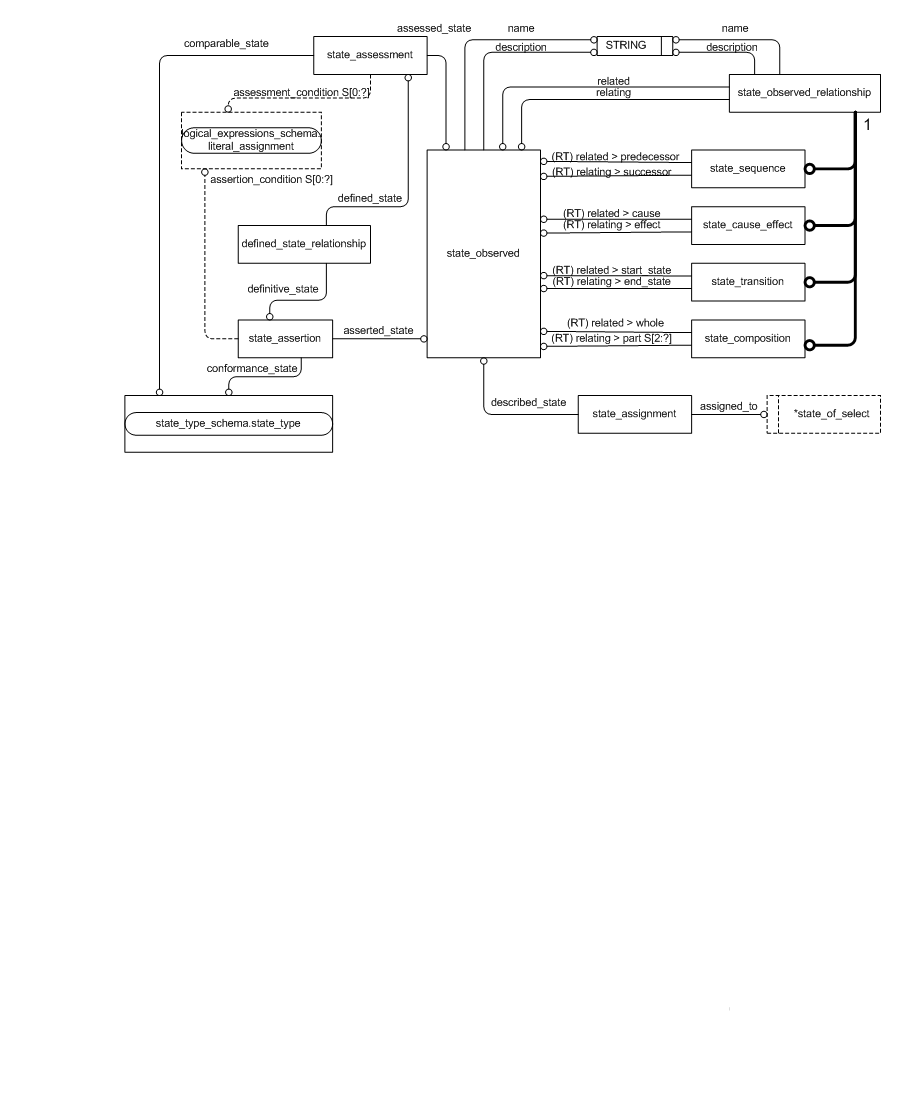 assessed_state
name
name
comparable_state
state_assessment
description
STRING
description
related
relating
state_observed_relationship
assessment_condition S[0:?]
1
ogical_expressions_schema.
literal_assignment
(RT) related > predecessor
(RT) relating > successor
state_sequence
assertion_condition S[0:?]
defined_state
(RT) related > cause
(RT) relating > effect
state_cause_effect
defined_state_relationship
state_observed
(RT) related > start_state
(RT) relating > end_state
state_transition
definitive_state
state_assertion
asserted_state
(RT) related > whole
(RT) relating > part S[2:?]
state_composition
conformance_state
described_state
state_assignment
assigned_to
*state_of_select
state_type_schema.state_type